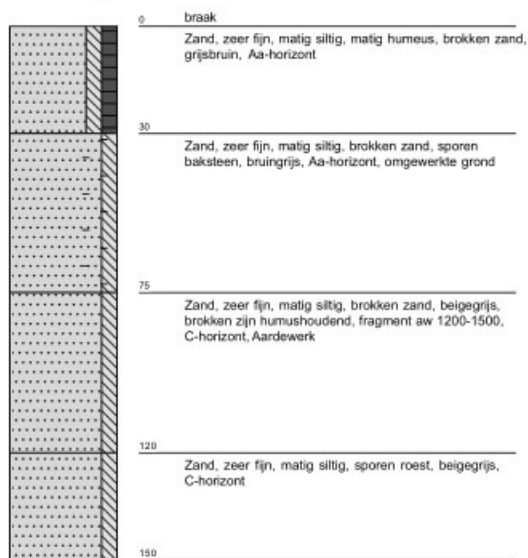 0 braak
Zand, zeer fijn, matig siltig, matig humeus, brokken zand,
grijsbruin, Aa-horizont
30
Zand, zeer fijn, matig siltig, brokken zand, sporen
baksteen, bruingrijs, Aa-horizont, omgewerkte grond
75
Zand, zeer fijn, matig siltig, brokken zand, beigegrijs,
brokken zijn humushoudend, fragment aw 1200-1500,
C-horizont, Aardewerk
120
Zand, zeer fijn, matig siltig, sporen roest, beigegrijs,
C-horizont
150